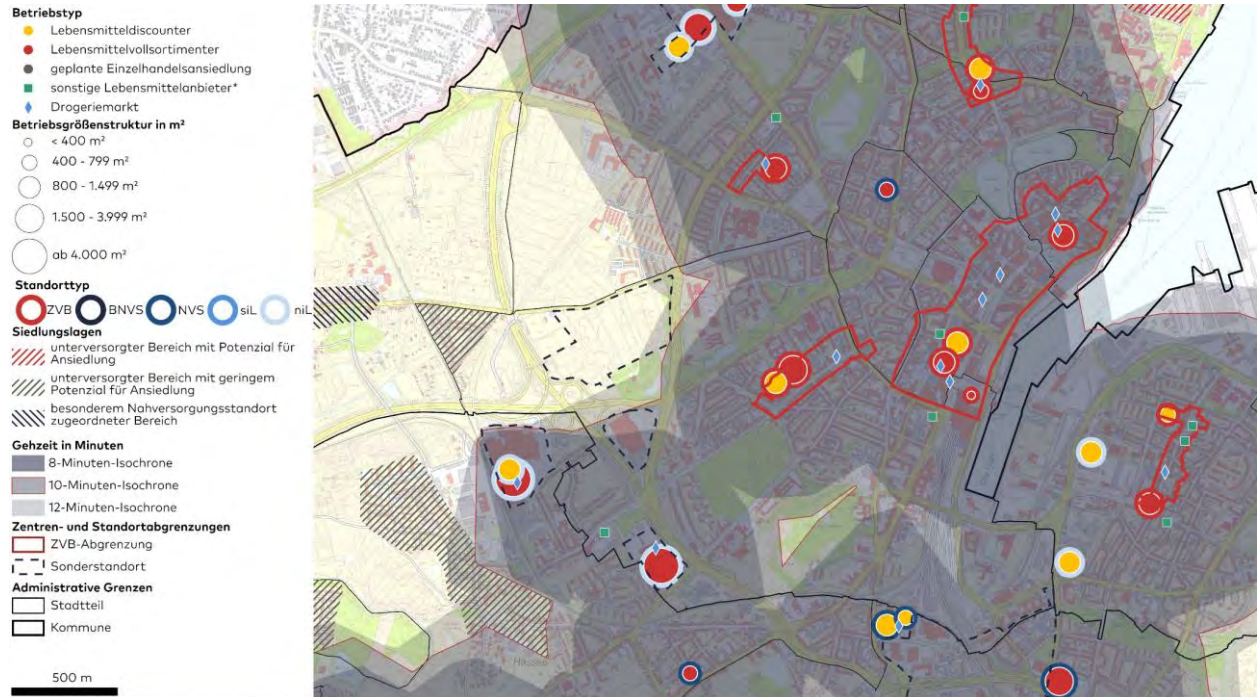 Betriebstyp
Lebensmitteldiscounter
Lebensmittelvollsortimenter
geplante Einzelhandelsansiedlung
sonstige Lebensmittelanbieter*
Drogeriemarkt
Betriebsgrößenstruktur in m²
< 400 m²
400 - 799 m²
800 - 1.499 m²
1.500 - 3.999 m²
ab 4.000 m²
Standorttyp
ZVB BNVS NVS siL niL
Siedlungslagen
unterversorgter Bereich mit Potenzial für
Ansiedlung
unterversorgter Bereich mit geringem
Potenzial für Ansiedlung
besonderem Nahversorgungsstandort
zugeordneter Bereich
Gehzeit in Minuten
8-Minuten-Isochrone
10-Minuten-Isochrone
12-Minuten-Isochrone
Zentren- und Standortabgrenzungen
ZVB-Abgrenzung
Sonderstandort
Administrative Grenzen
Stadtteil
Kommune
500 m